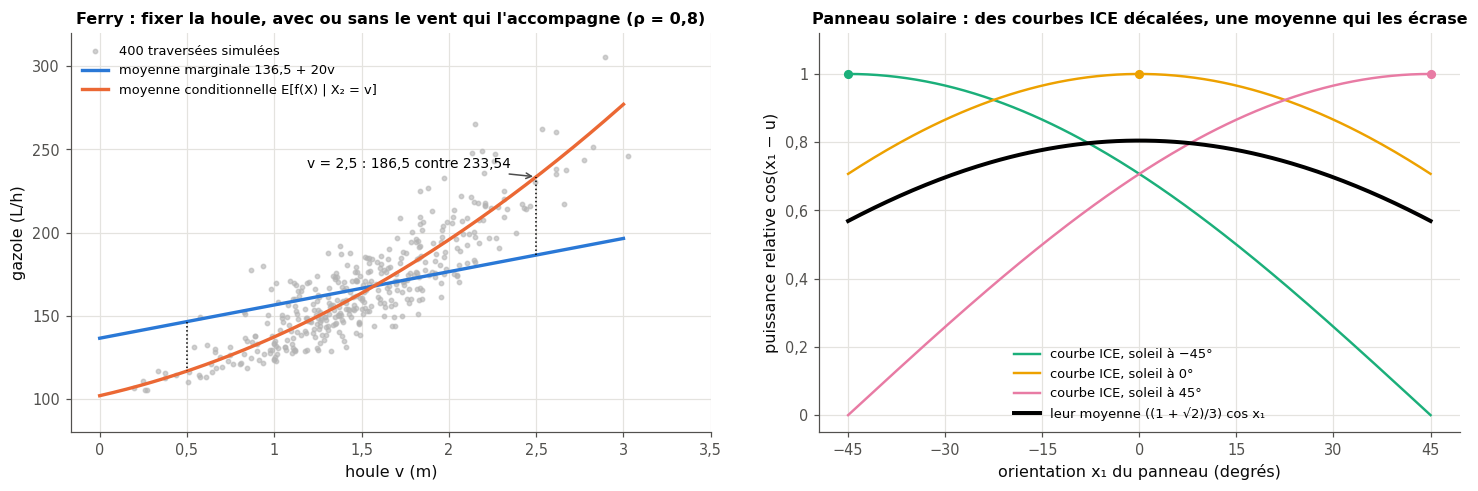 Ferry : fixer la houle, avec ou sans le vent qui l'accompagne (ρ = 0,8)
400 traversées simulées
moyenne marginale 136,5 + 20v
moyenne conditionnelle E[f(X) | X₂ = v]
v = 2,5 : 186,5 contre 233,54
gazole (L/h)
300
250
200
150
100
0
0,5
1
1,5
2
2,5
3
3,5
houle v (m)
Panneau solaire : des courbes ICE décalées, une moyenne qui les écrase
puissance relative cos(x₁ − u)
1
0,8
0,6
0,4
0,2
0
courbe ICE, soleil à −45°
courbe ICE, soleil à 0°
courbe ICE, soleil à 45°
leur moyenne ((1 + √2)/3) cos x₁
−45
−30
−15
0
15
30
45
orientation x₁ du panneau (degrés)